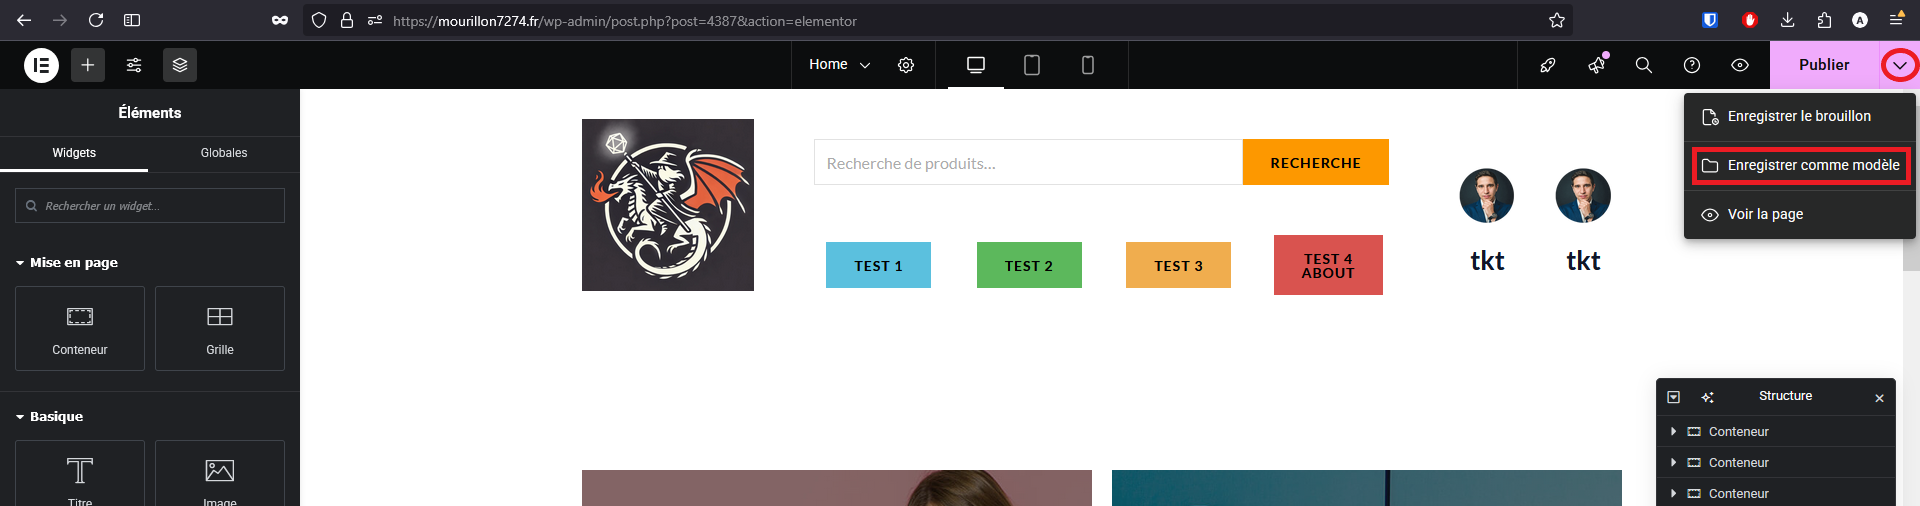 https://mourillon7274.fr/wp-admin/post.php?post=4387&action=elementor
A
Home
Publier
Éléments
Widgets
Globales
Rechercher un widget...
Mise en page
Conteneur
Grille
Basique
Titre
Image
Recherche de produits...
RECHERCHE
TEST 1
TEST 2
TEST 3
TEST 4
ABOUT
tkt
tkt
Enregistrer le brouillon
Enregistrer comme modèle
Voir la page
Structure
Conteneur
Conteneur
Conteneur